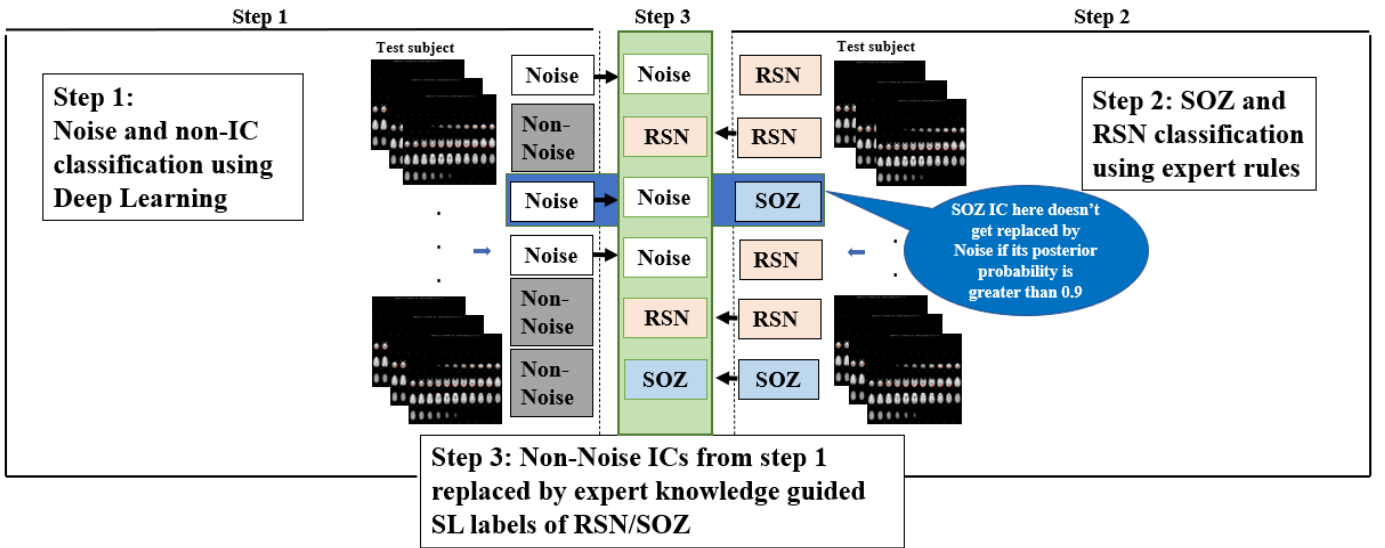 Step 1
Step 3
Step 2
Test subject
Test subject
Step 1:
Noise and non-IC
classification using
Deep Learning
Noise
Non-
Noise
Noise
Noise
Non-
Noise
Non-
Noise
Noise
RSN
Noise
Noise
RSN
SOZ
RSN
RSN
SOZ
RSN
RSN
SOZ
Step 2: SOZ and
RSN classification
using expert rules
SOZ IC here doesn't
get replaced by
Noise if its posterior
probability is
greater than 0.9
Step 3: Non-Noise ICs from step 1
replaced by expert knowledge guided
SL labels of RSN/SOZ